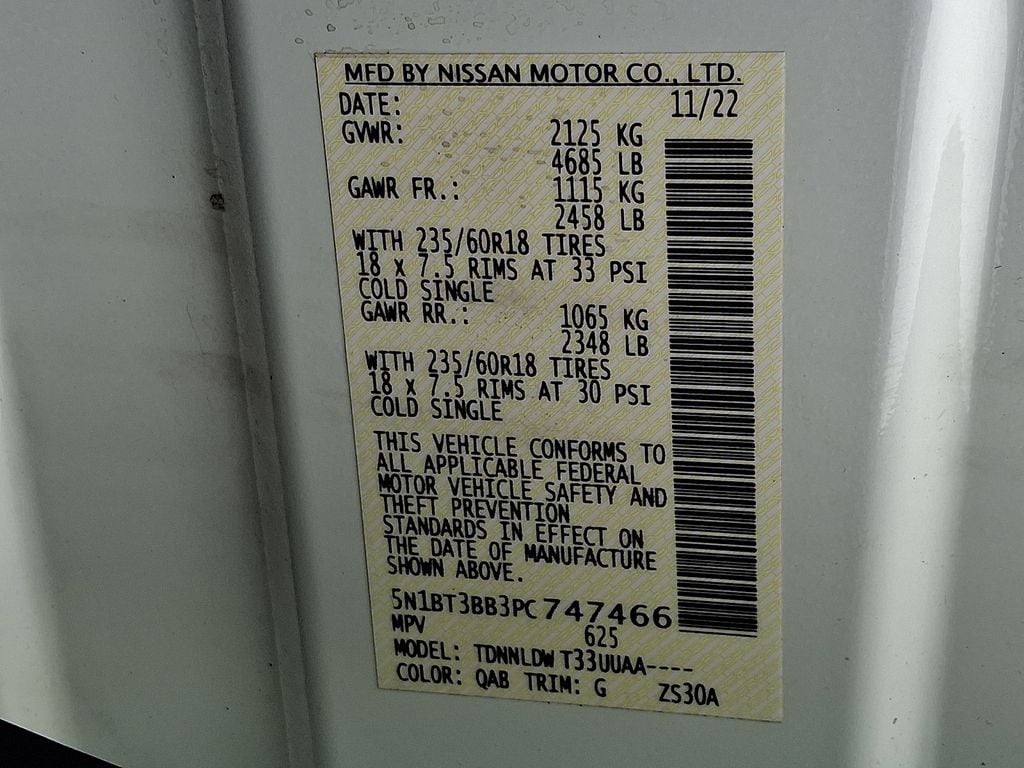 MFD BY NISSAN MOTOR CO., LTD.
DATE: 11/22
GVWR: 2125 KG
4685 LB
GAWR FR.: 1115 KG
2458 LB
WITH 235/60R18 TIRES
18 X 7.5 RIMS AT 33 PSI
COLD SINGLE
GAWR RR.: 1065 KG
2348 LB
WITH 235/60R18 TIRES
18 X 7.5 RIMS AT 30 PSI
COLD SINGLE
THIS VEHICLE CONFORMS TO
ALL APPLICABLE FEDERAL
MOTOR VEHICLE SAFETY AND
THEFT PREVENTION
STANDARDS IN EFFECT ON
THE DATE OF MANUFACTURE
SHOWN ABOVE.
5N1BT3BB3PC747466
MPV 625
MODEL: TDNNLDW T33UUAA----
COLOR: QAB TRIM: G ZS30A